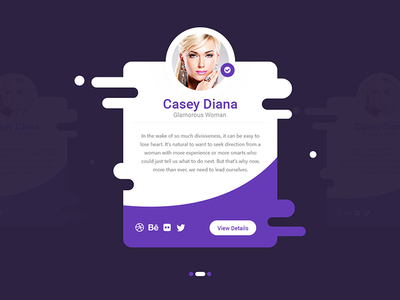 Casey Diana
Glamorous Woman
In the wake of so much divisiveness, it can be easy to
lose heart. It's natural to want to seek direction from a
woman with more experience or more smarts who
could just tell us what to do next. But that's why now,
more than ever, we need to lead ourselves.
Bē
View Details